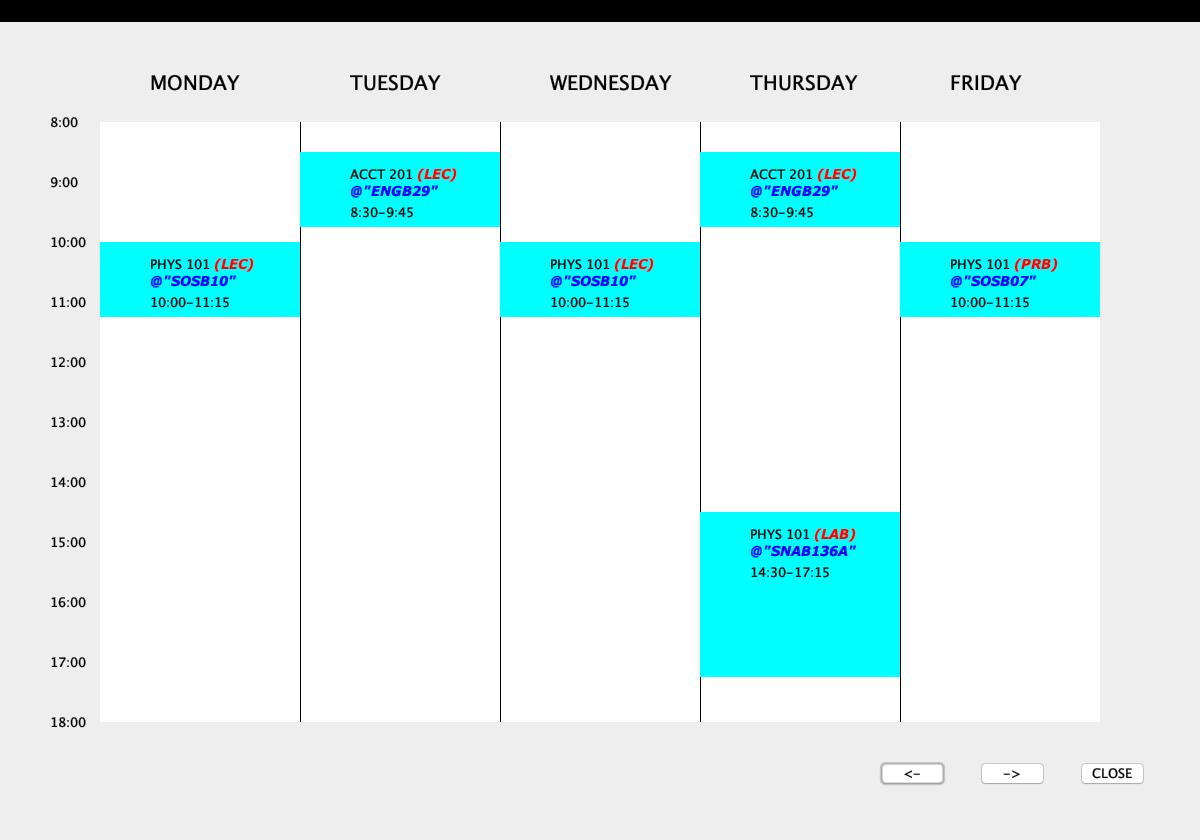 MONDAY TUESDAY WEDNESDAY THURSDAY FRIDAY
8:00
ACCT 201 (LEC) ACCT 201 (LEC)
9:00
@"ENGB29" @"ENGB29"
8:30-9:45 8:30-9:45
10:00
PHYS 101 (LEC) PHYS 101 (LEC) PHYS 101 (PRB)
@"SOSB10" @"SOSB10" @"SOSB07"
11:00 10:00-11:15 10:00-11:15 10:00-11:15
12:00
13:00
14:00
PHYS 101 (LAB)
15:00
@"SNAB136A"
14:30-17:15
16:00
17:00
18:00
<- -> CLOSE